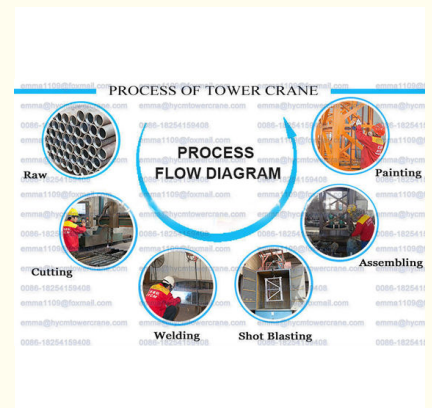 PROCESS OF TOWER CRANE
PROCESS
FLOW DIAGRAM
Raw
Painting
Cutting
Assembling
Welding
Shot Blasting
emma1109@foxmail.com
emma@hycmtowercrane.com
0086-18254159408